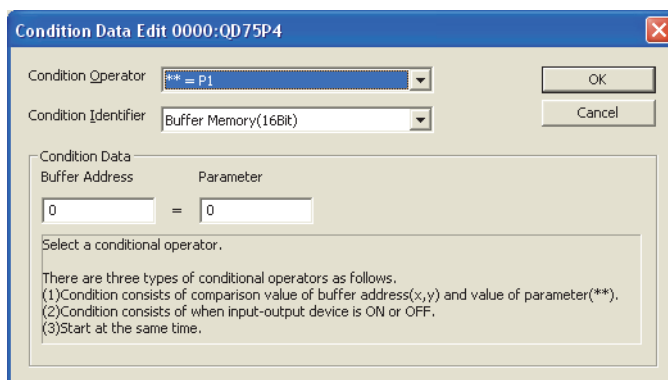 Condition Data Edit 0000:QD75P4
Condition Operator ** = P1 OK
Condition Identifier Buffer Memory(16Bit) Cancel
Condition Data
Buffer Address Parameter
0 = 0
Select a conditional operator.
There are three types of conditional operators as follows.
(1)Condition consists of comparison value of buffer address(x,y) and value of parameter(**).
(2)Condition consists of when input-output device is ON or OFF.
(3)Start at the same time.